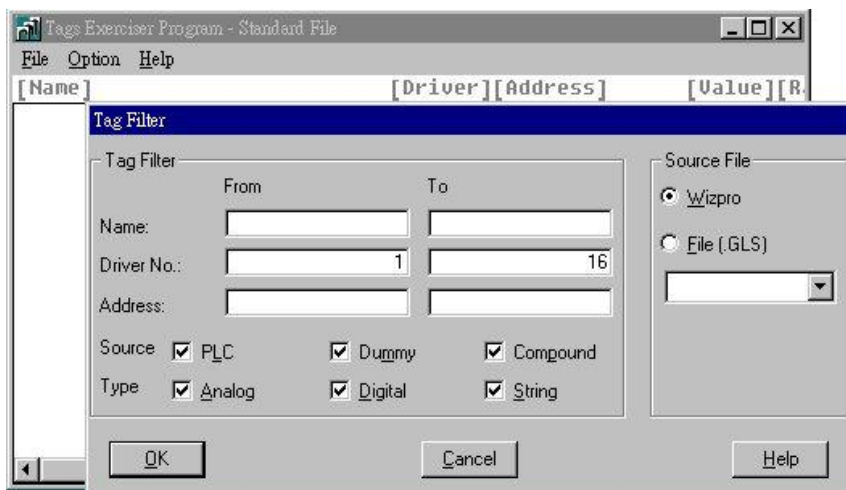 Tags Exerciser Program - Standard File
File Option Help
[Name] [Driver][Address] [Value][R.
Tag Filter
Tag Filter
From To
Name:
Driver No.: 1 16
Address:
Source PLC Dummy Compound
Type Analog Digital String
Source File
Wizpro
File (.GLS)
OK Cancel Help